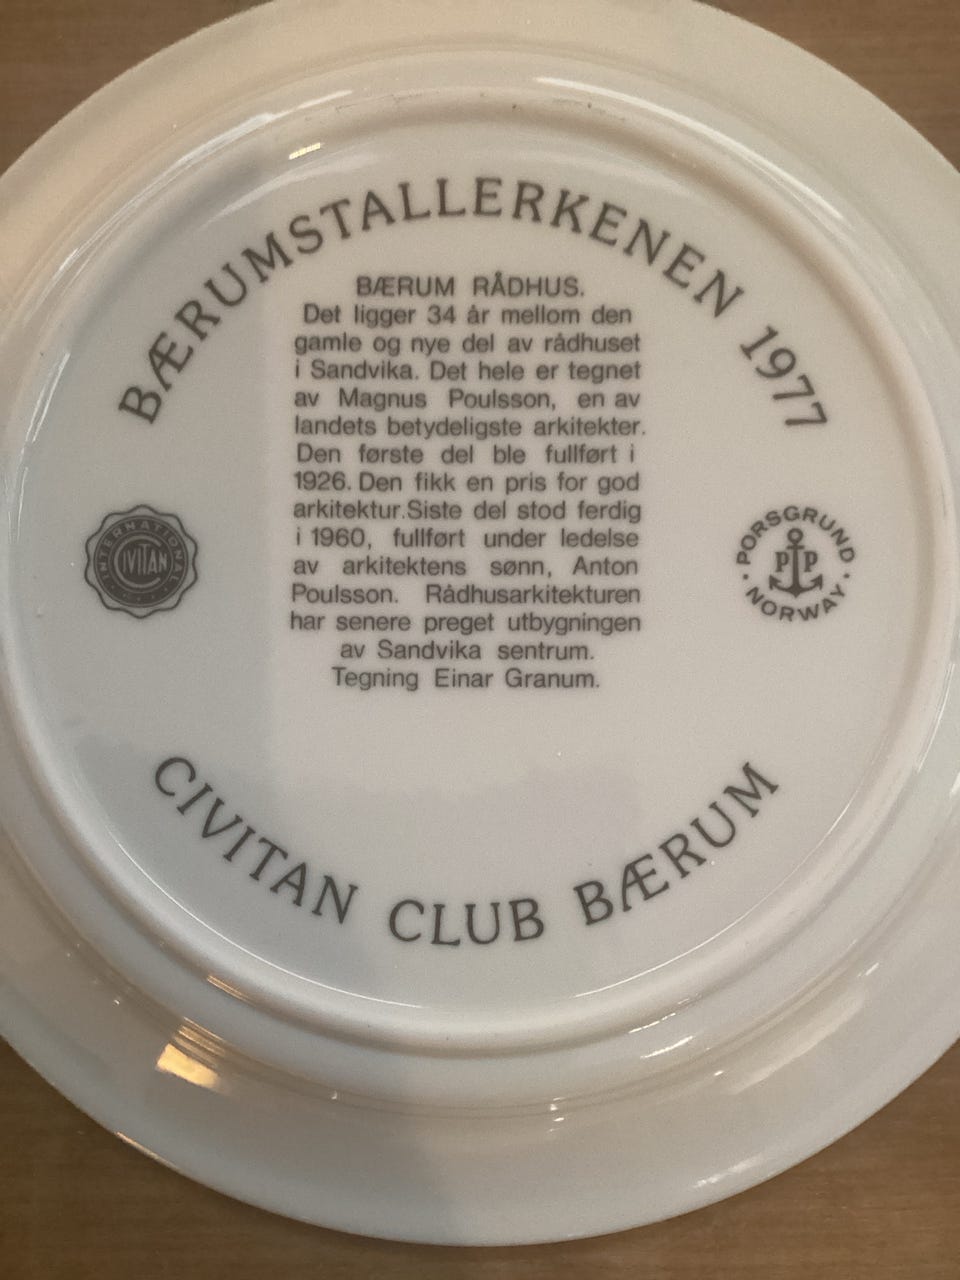 BÆRUMSTALLERKENEN 1977
BÆRUM RÅDHUS.
Det ligger 34 år mellom den
gamle og nye del av rådhuset
i Sandvika. Det hele er tegnet
av Magnus Poulsson, en av
landets betydeligste arkitekter.
Den første del ble fullført i
1926. Den fikk en pris for god
arkitektur.Siste del stod ferdig
i 1960, fullført under ledelse
av arkitektens sønn, Anton
Poulsson. Rådhusarkitekturen
har senere preget utbygningen
av Sandvika sentrum.
Tegning Einar Granum.
INTERNATIONAL
CIVITAN
PORSGRUND
PP
NORWAY
CIVITAN CLUB BÆRUM